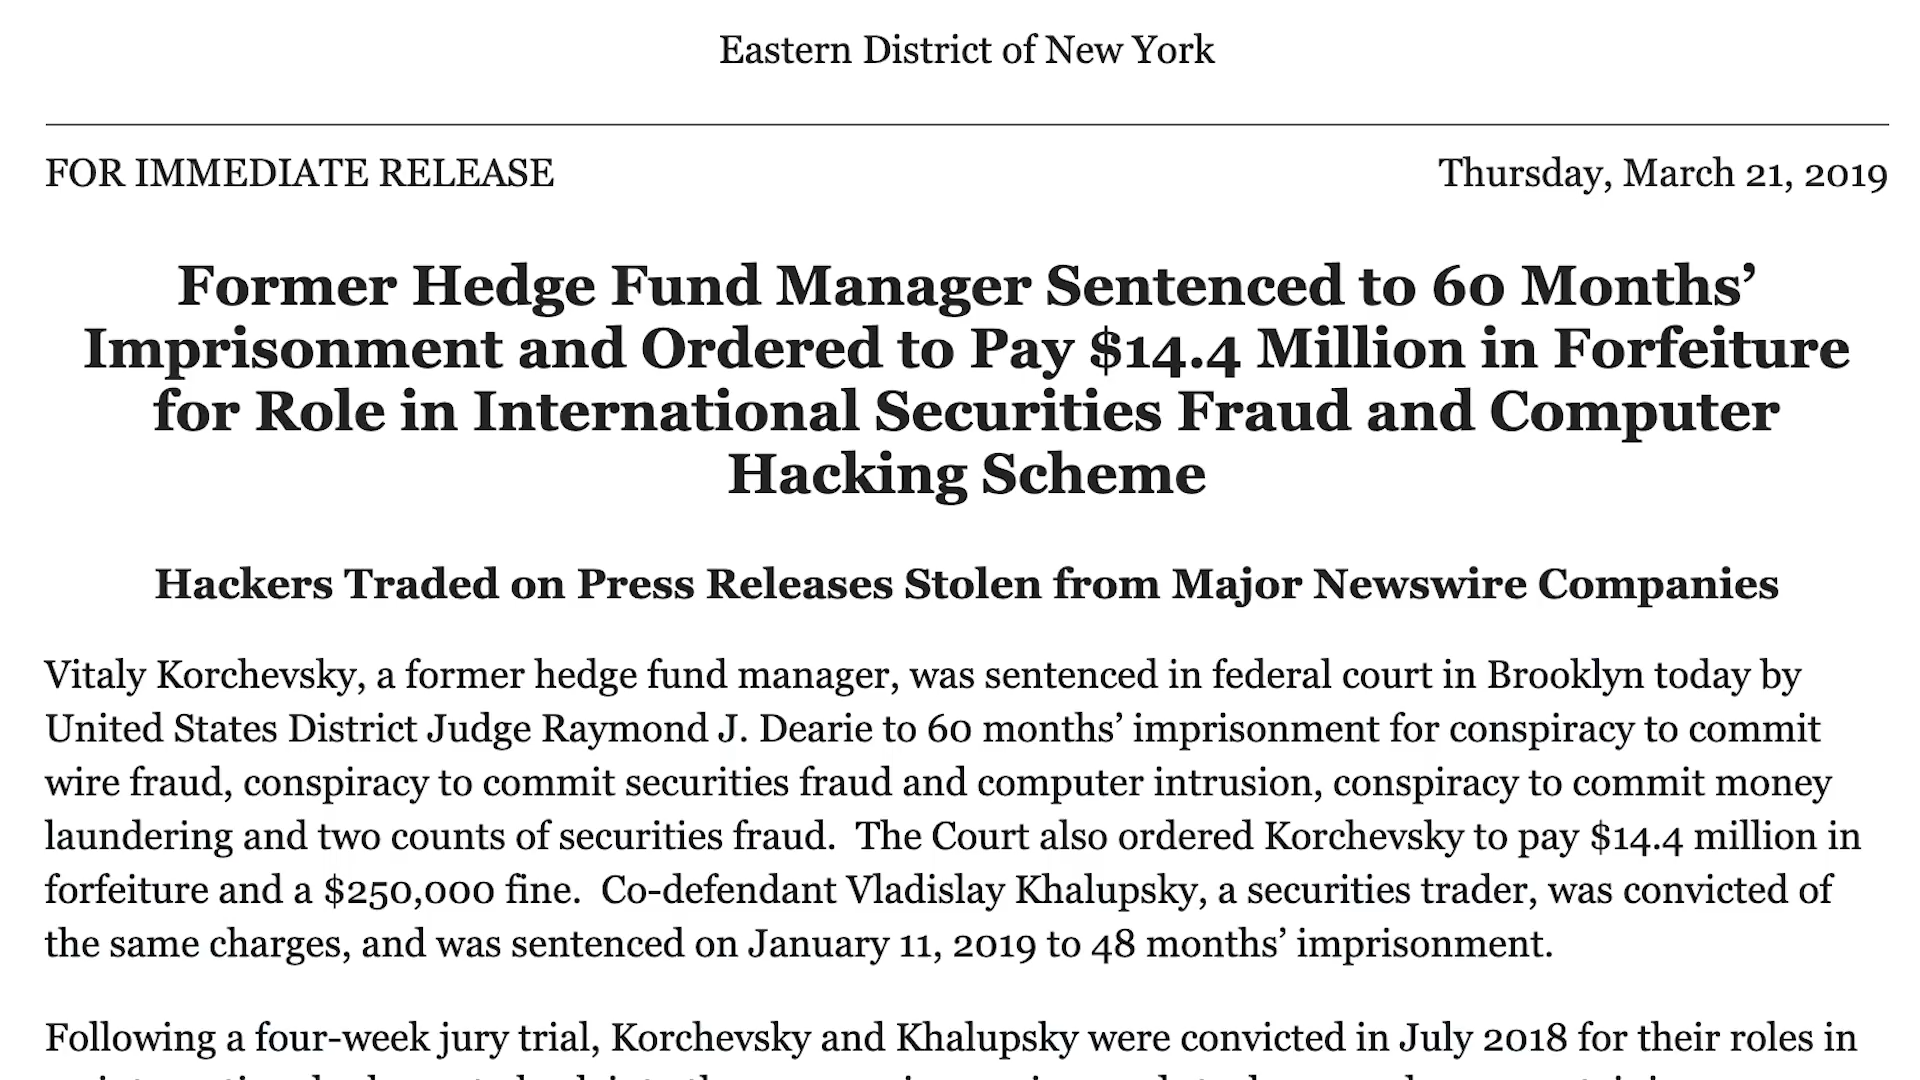 Eastern District of New York
FOR IMMEDIATE RELEASE
Thursday, March 21, 2019
Former Hedge Fund Manager Sentenced to 60 Months’
Imprisonment and Ordered to Pay $14.4 Million in Forfeiture
for Role in International Securities Fraud and Computer
Hacking Scheme
Hackers Traded on Press Releases Stolen from Major Newswire Companies
Vitaly Korchevsky, a former hedge fund manager, was sentenced in federal court in Brooklyn today by
United States District Judge Raymond J. Dearie to 60 months’ imprisonment for conspiracy to commit
wire fraud, conspiracy to commit securities fraud and computer intrusion, conspiracy to commit money
laundering and two counts of securities fraud.  The Court also ordered Korchevsky to pay $14.4 million in
forfeiture and a $250,000 fine.  Co-defendant Vladislay Khalupsky, a securities trader, was convicted of
the same charges, and was sentenced on January 11, 2019 to 48 months’ imprisonment.
Following a four-week jury trial, Korchevsky and Khalupsky were convicted in July 2018 for their roles in